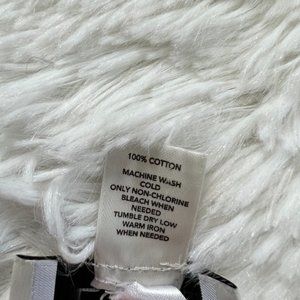 100% COTTON
MACHINE WASH
COLD
ONLY NON-CHLORINE
BLEACH WHEN
NEEDED
TUMBLE DRY LOW
WARM IRON
WHEN NEEDED